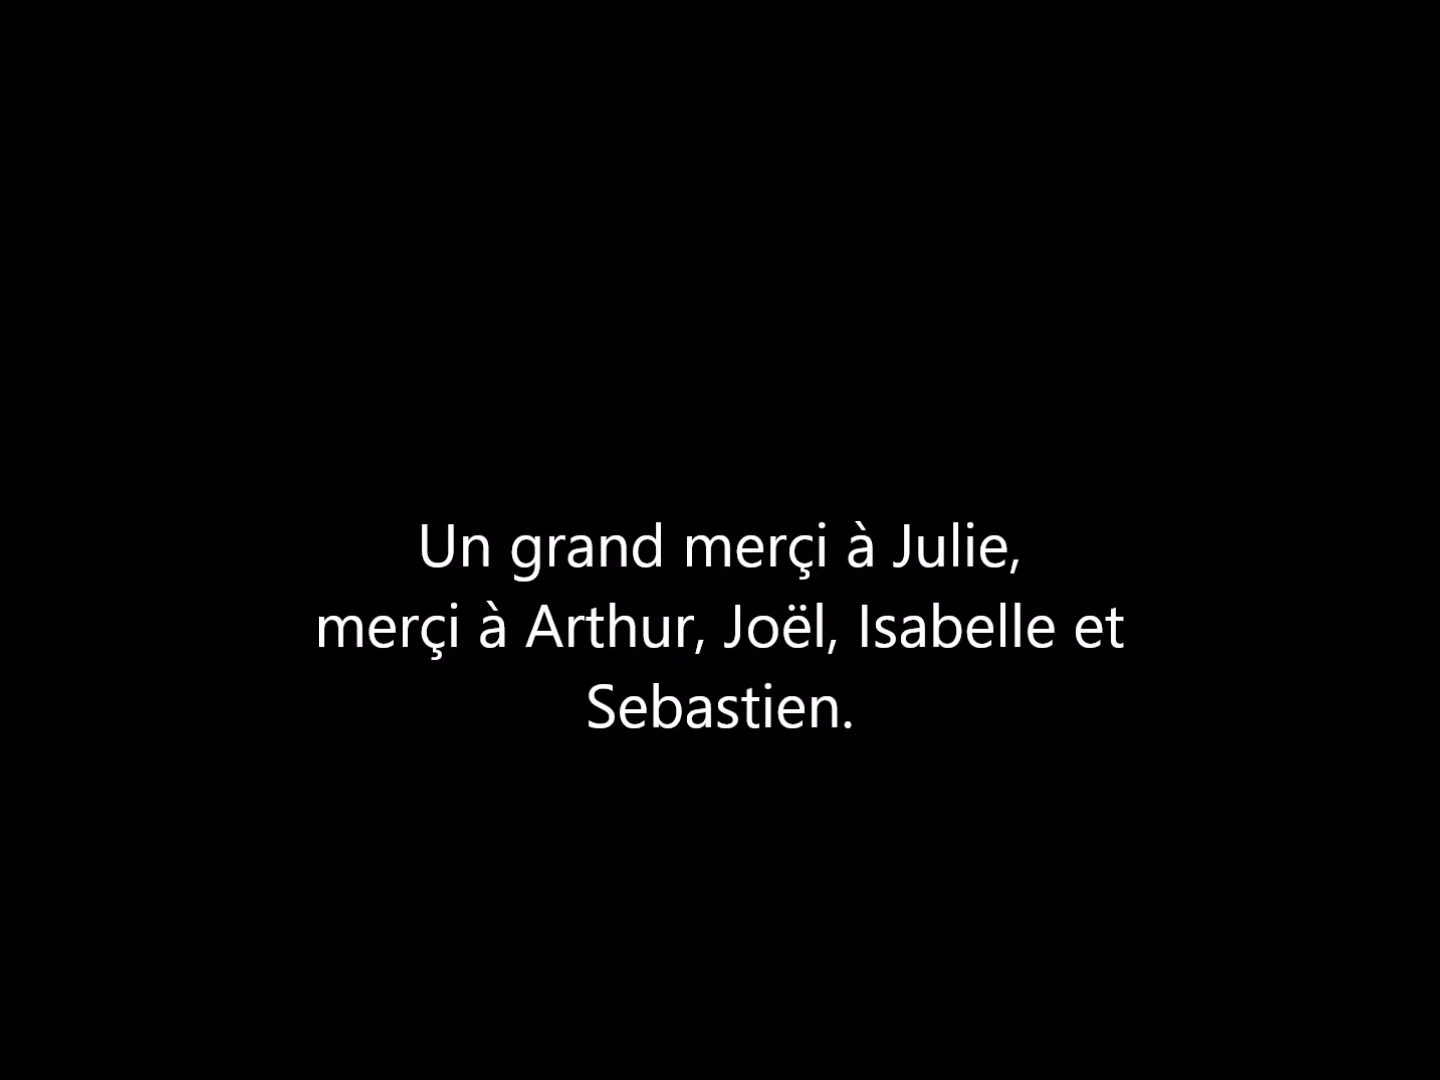 Un grand merçi à Julie,
merçi à Arthur, Joël, Isabelle et
Sebastien.